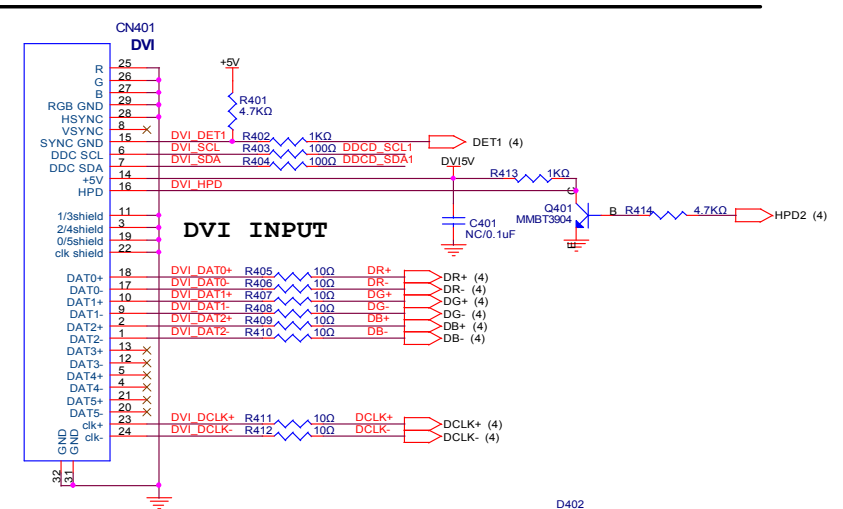 CN401
DVI
R 25
G 26
B 27
RGB GND 29
HSYNC 28
VSYNC 8
SYNC GND 15 DVI_DET1 R402 1KΩ DET1 (4)
+5V
R401
4.7KΩ
DDC SCL 6 DVI_SCL R403 100Ω DDCD_SCL1
DDC SDA 7 DVI_SDA R404 100Ω DDCD_SDA1
+5V 14 DVI5V R413 1KΩ
HPD 16 DVI_HPD
C
Q401
MMBT3904
B R414 4.7KΩ HPD2 (4)
E
C401
NC/0.1uF
1/3shield 11
2/4shield 3
0/5shield 19
clk shield 22
DVI INPUT
DAT0+ 18 DVI_DAT0+ R405 10Ω DR+ DR+ (4)
DAT0- 17 DVI_DAT0- R406 10Ω DR- DR- (4)
DAT1+ 10 DVI_DAT1+ R407 10Ω DG+ DG+ (4)
DAT1- 9 DVI_DAT1- R408 10Ω DG- DG- (4)
DAT2+ 2 DVI_DAT2+ R409 10Ω DB+ DB+ (4)
DAT2- 1 DVI_DAT2- R410 10Ω DB- DB- (4)
DAT3+ 13
DAT3- 12
DAT4+ 5
DAT4- 4
DAT5+ 21
DAT5- 20
clk+ 23 DVI_DCLK+ R411 10Ω DCLK+ DCLK+ (4)
clk- 24 DVI_DCLK- R412 10Ω DCLK- DCLK- (4)
GND 32
GND 31
D402